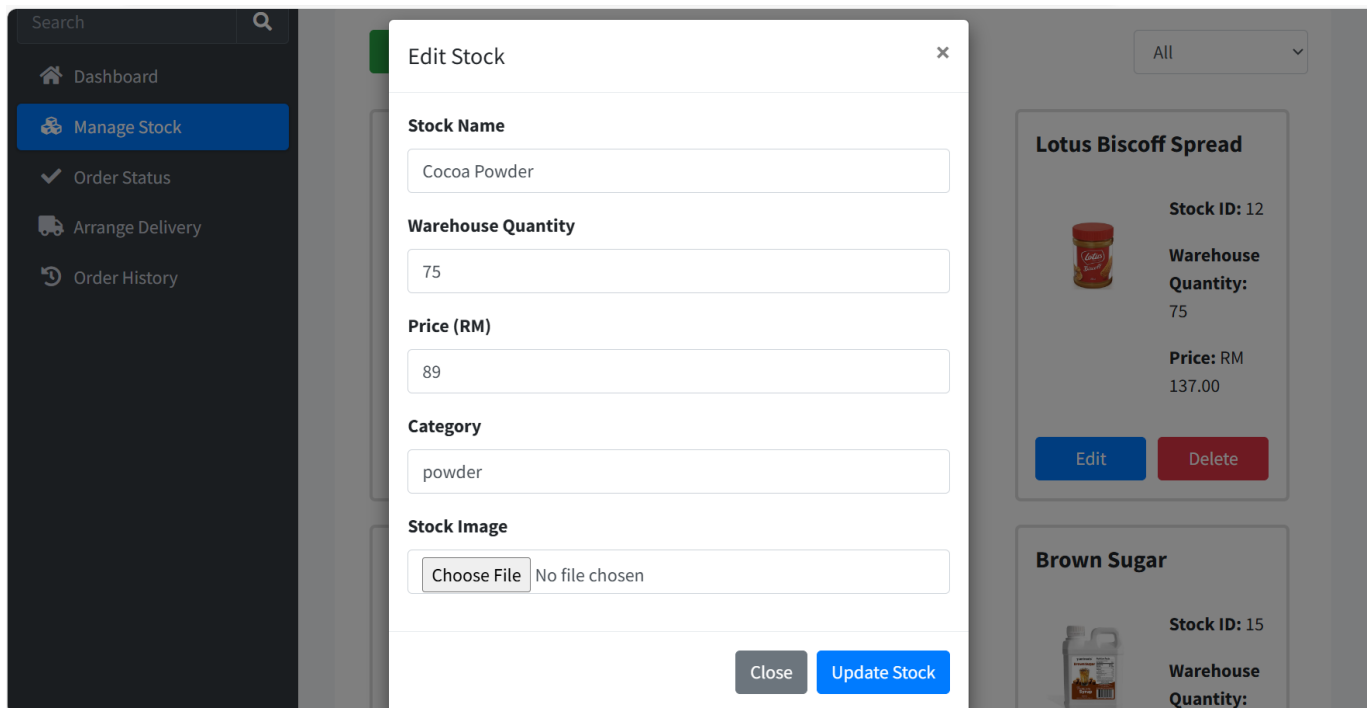 Search
Dashboard
Manage Stock
Order Status
Arrange Delivery
Order History
Edit Stock
×
Stock Name
Cocoa Powder
Warehouse Quantity
75
Price (RM)
89
Category
powder
Stock Image
Choose File No file chosen
Close
Update Stock
All
Lotus Biscoff Spread
Lotus
Stock ID: 12
Warehouse
Quantity:
75
Price: RM
137.00
Edit
Delete
Brown Sugar
Stock ID: 15
Warehouse
Quantity: